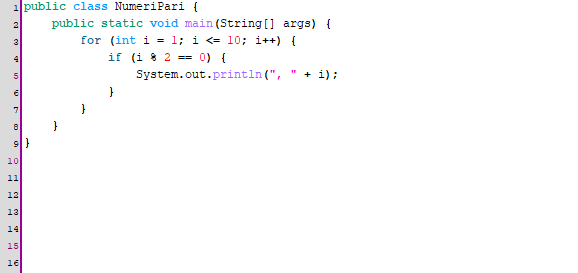 1 public class NumeriPari {
2     public static void main(String[] args) {
3         for (int i = 1; i <= 10; i++) {
4             if (i % 2 == 0) {
5                 System.out.println(", " + i);
6             }
7         }
8     }
9 }
10
11
12
13
14
15
16